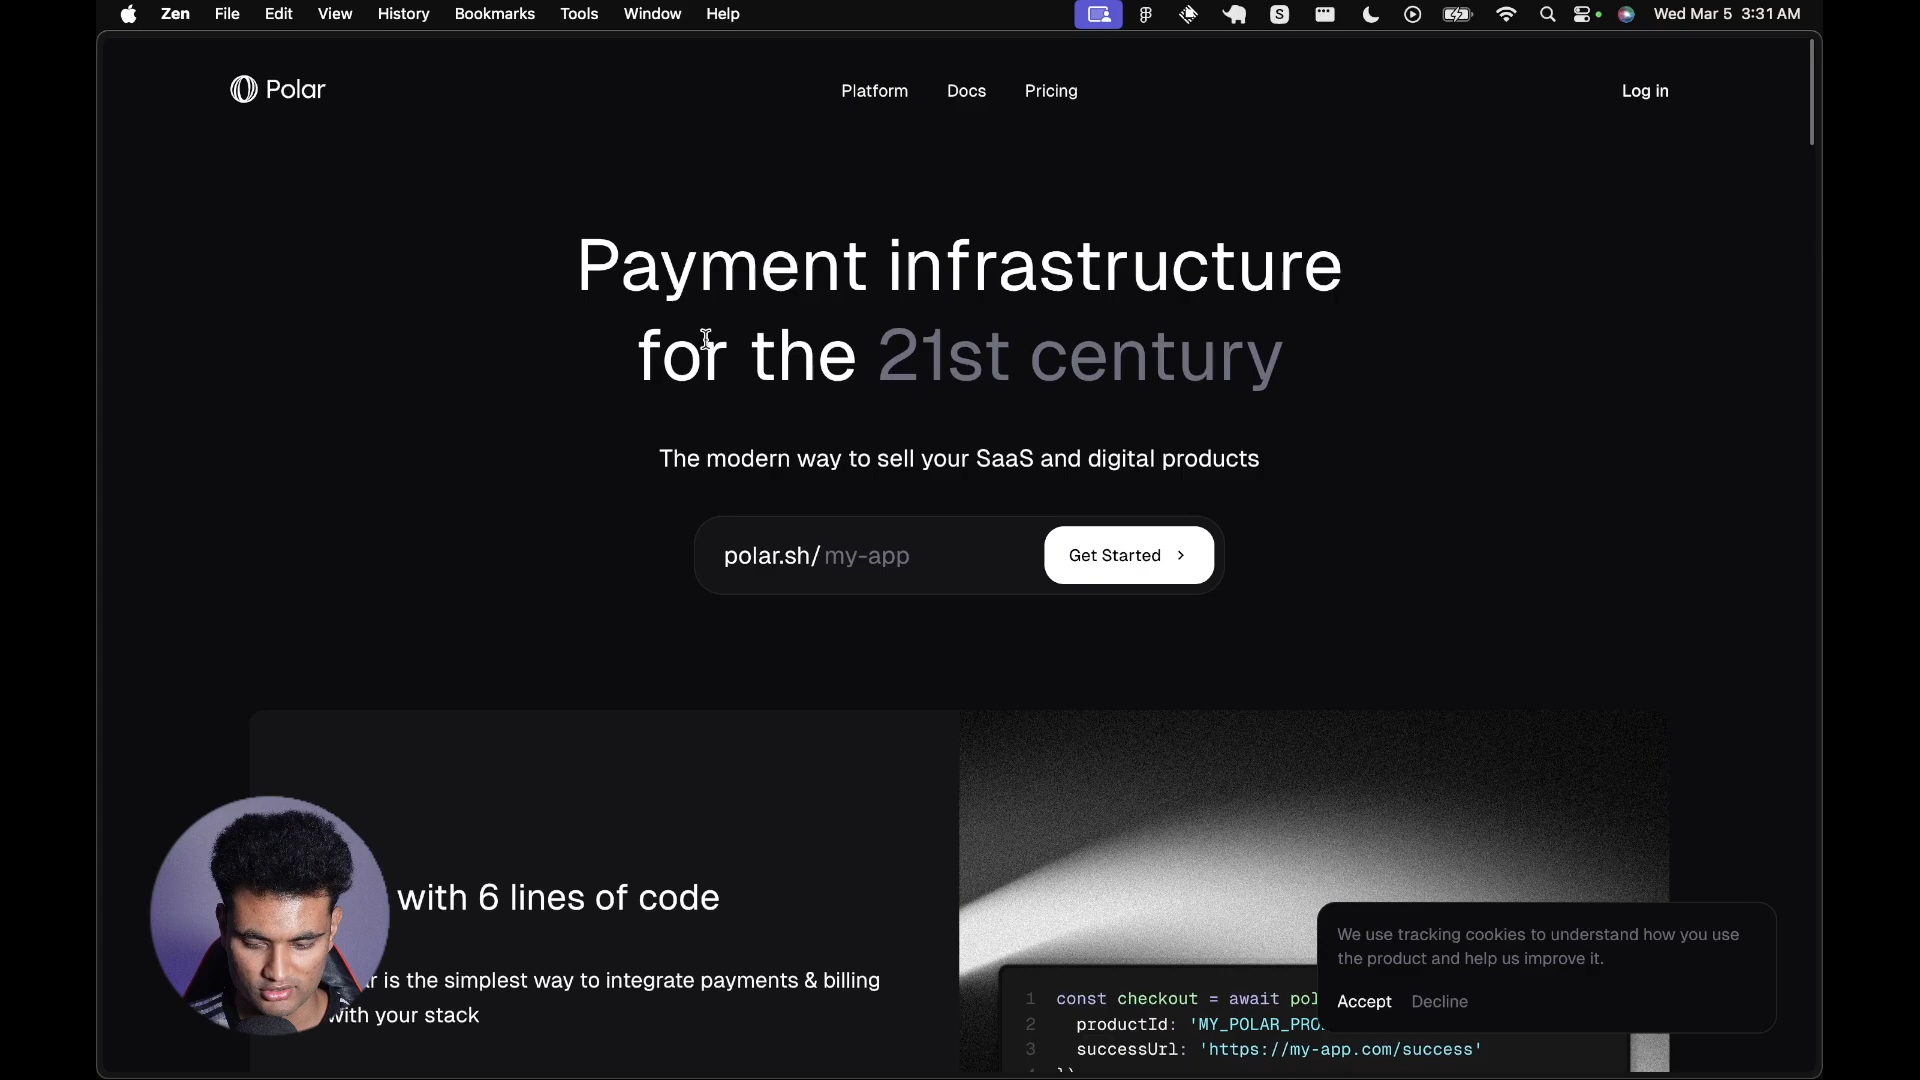 Zen File Edit View History Bookmarks Tools Window Help
S
Wed Mar 5 3:31 AM
Polar
Platform Docs Pricing
Log in
Payment infrastructure
for the 21st century
The modern way to sell your SaaS and digital products
polar.sh/ my-app
Get Started
with 6 lines of code
r is the simplest way to integrate payments & billing
with your stack
1 const checkout = await pol
2 productId: 'MY_POLAR_PRO
3 successUrl: 'https://my-app.com/success'
We use tracking cookies to understand how you use
the product and help us improve it.
Accept Decline